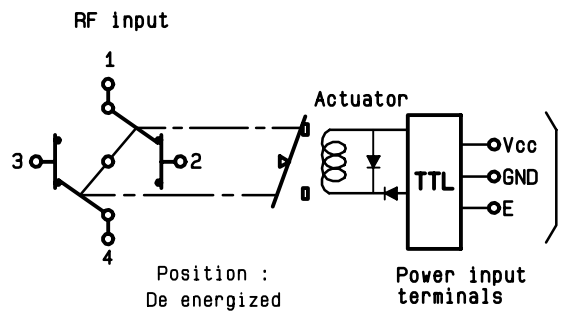 RF input
1
Actuator
3
2
TTL
Vcc
GND
E
4
Position :
De energized
Power input
terminals